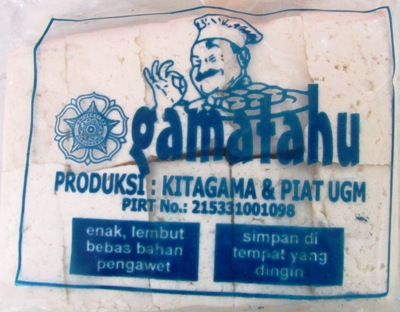 gamatahu
PRODUKSI : KITAGAMA & PIAT UGM
PIRT No.: 215331001098
enak, lembut
bebas bahan
pengawet
simpan di
tempat yang
dingin